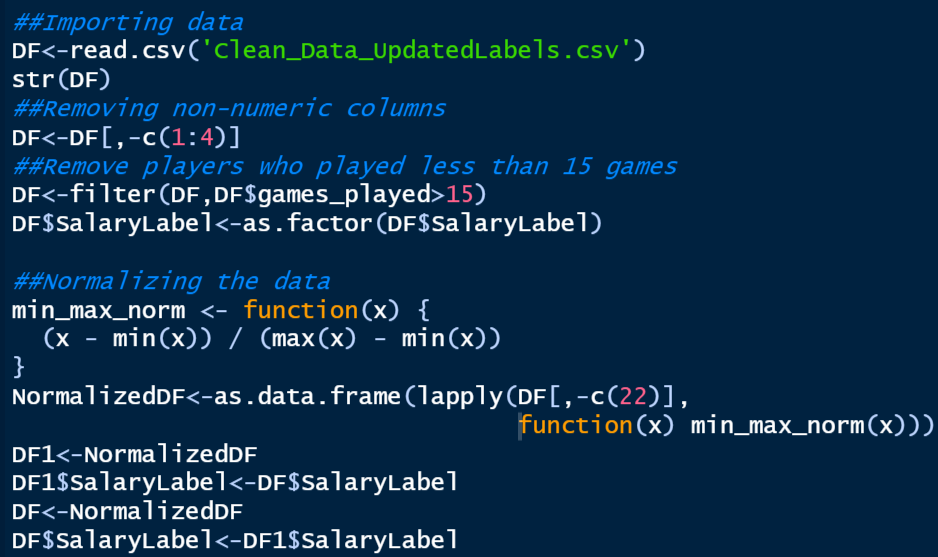 ##Importing data
DF<-read.csv('Clean_Data_UpdatedLabels.csv')
str(DF)
##Removing non-numeric columns
DF<-DF[,-c(1:4)]
##Remove players who played less than 15 games
DF<-filter(DF,DF$games_played>15)
DF$SalaryLabel<-as.factor(DF$SalaryLabel)

##Normalizing the data
min_max_norm <- function(x) {
  (x - min(x)) / (max(x) - min(x))
}
NormalizedDF<-as.data.frame(lapply(DF[,-c(22)],
                                   function(x) min_max_norm(x)))
DF1<-NormalizedDF
DF1$SalaryLabel<-DF$SalaryLabel
DF<-NormalizedDF
DF$SalaryLabel<-DF1$SalaryLabel